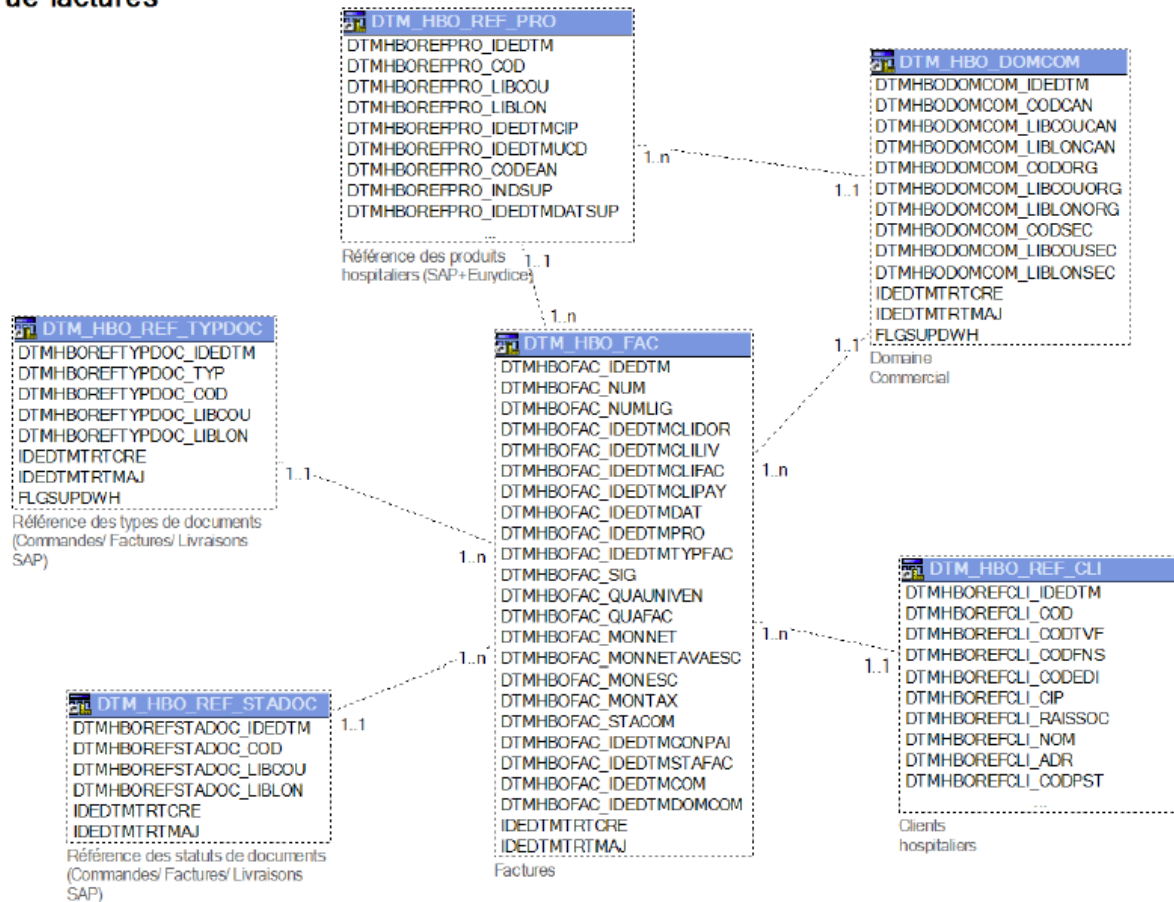 de factures
DTM_HBO_REF_PRO
DTMHBOREFPRO_IDEDTM
DTMHBOREFPRO_COD
DTMHBOREFPRO_LIBCOU
DTMHBOREFPRO_LIBLON
DTMHBOREFPRO_IDEDTMCIP
DTMHBOREFPRO_IDEDTMUCD
DTMHBOREFPRO_CODEAN
DTMHBOREFPRO_INDSUP
DTMHBOREFPRO_IDEDTMDATSUP
...
Référence des produits
hospitaliers (SAP+Eurydice)
1..1
1..n
1..n
1..1
DTM_HBO_DOMCOM
DTMHBODOMCOM_IDEDTM
DTMHBODOMCOM_CODCAN
DTMHBODOMCOM_LIBCOUCAN
DTMHBODOMCOM_LIBLONCAN
DTMHBODOMCOM_CODORG
DTMHBODOMCOM_LIBCOUORG
DTMHBODOMCOM_LIBLONORG
DTMHBODOMCOM_CODSEC
DTMHBODOMCOM_LIBCOUSEC
DTMHBODOMCOM_LIBLONSEC
IDEDTMTRTCRE
IDEDTMTRTMAJ
FLGSUPDWH
Domaine
Commercial
1..1
1..n
DTM_HBO_REF_TYPDOC
DTMHBOREFTYPDOC_IDEDTM
DTMHBOREFTYPDOC_TYP
DTMHBOREFTYPDOC_COD
DTMHBOREFTYPDOC_LIBCOU
DTMHBOREFTYPDOC_LIBLON
IDEDTMTRTCRE
IDEDTMTRTMAJ
FLGSUPDWH
Référence des types de documents
(Commandes/ Factures/ Livraisons
SAP)
1..1
1..n
DTM_HBO_FAC
DTMHBOFAC_IDEDTM
DTMHBOFAC_NUM
DTMHBOFAC_NUMLIG
DTMHBOFAC_IDEDTMCLIDOR
DTMHBOFAC_IDEDTMCLILIV
DTMHBOFAC_IDEDTMCLIFAC
DTMHBOFAC_IDEDTMCLIPAY
DTMHBOFAC_IDEDTMDAT
DTMHBOFAC_IDEDTMPRO
DTMHBOFAC_IDEDTMTYPFAC
DTMHBOFAC_SIG
DTMHBOFAC_QUAUNIVEN
DTMHBOFAC_QUAFAC
DTMHBOFAC_MONNET
DTMHBOFAC_MONNETAVAESC
DTMHBOFAC_MONESC
DTMHBOFAC_MONTAX
DTMHBOFAC_STACOM
DTMHBOFAC_IDEDTMCONPAI
DTMHBOFAC_IDEDTMSTAFAC
DTMHBOFAC_IDEDTMCOM
DTMHBOFAC_IDEDTMDOMCOM
IDEDTMTRTCRE
IDEDTMTRTMAJ
Factures
1..n
1..1
DTM_HBO_REF_CLI
DTMHBOREFCLI_IDEDTM
DTMHBOREFCLI_COD
DTMHBOREFCLI_CODTVF
DTMHBOREFCLI_CODFNS
DTMHBOREFCLI_CODEDI
DTMHBOREFCLI_CIP
DTMHBOREFCLI_RAISSOC
DTMHBOREFCLI_NOM
DTMHBOREFCLI_ADR
DTMHBOREFCLI_CODPST
...
Clients
hospitaliers
1..n
1..1
DTM_HBO_REF_STADOC
DTMHBOREFSTADOC_IDEDTM
DTMHBOREFSTADOC_COD
DTMHBOREFSTADOC_LIBCOU
DTMHBOREFSTADOC_LIBLON
IDEDTMTRTCRE
IDEDTMTRTMAJ
Référence des statuts de documents
(Commandes/ Factures/ Livraisons
SAP)